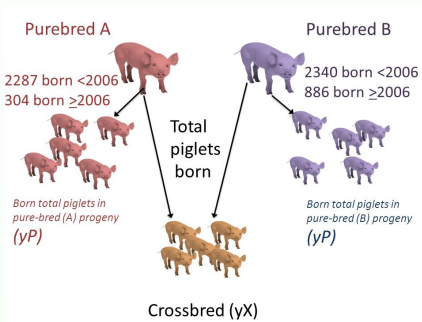 Purebred A
2287 born <2006
304 born ≥2006
Purebred B
2340 born <2006
886 born ≥2006
Total
piglets
born
Born total piglets in
pure-bred (A) progeny
(yP)
Born total piglets in
pure-bred (B) progeny
(yP)
Crossbred (yX)